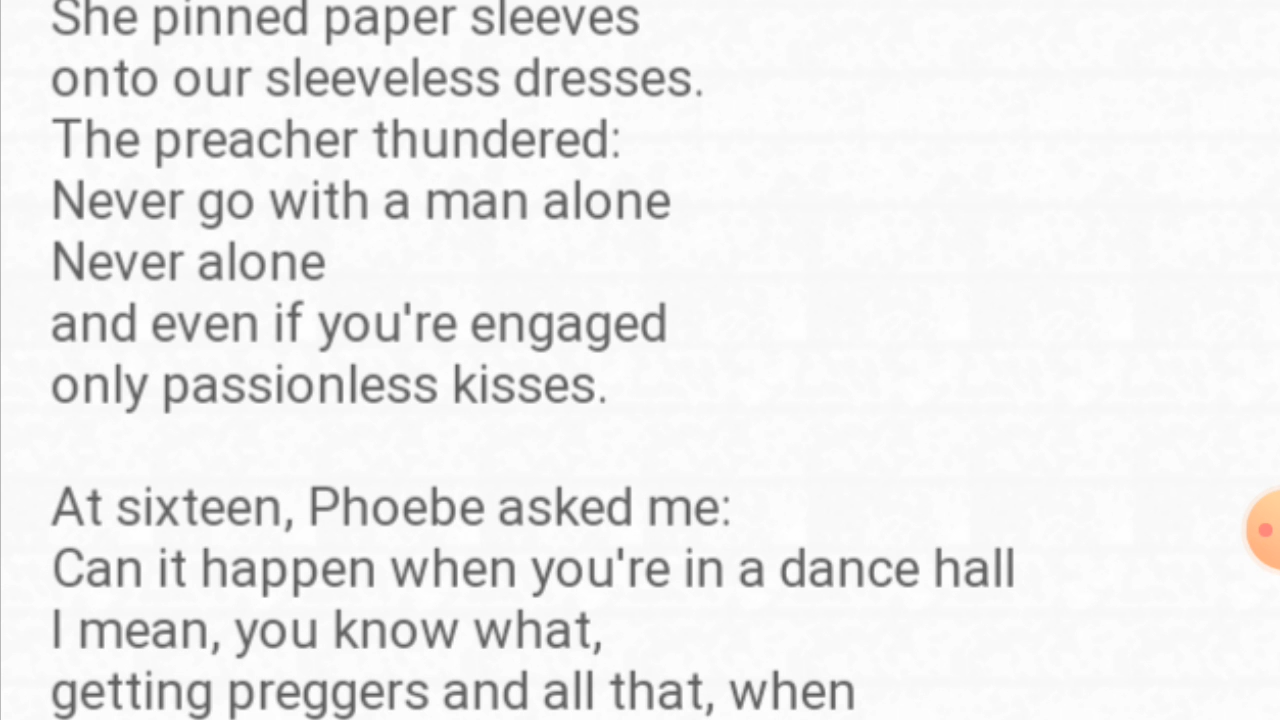 She pinned paper sleeves
onto our sleeveless dresses.
The preacher thundered:
Never go with a man alone
Never alone
and even if you're engaged
only passionless kisses.
At sixteen, Phoebe asked me:
Can it happen when you're in a dance hall
I mean, you know what,
getting preggers and all that, when